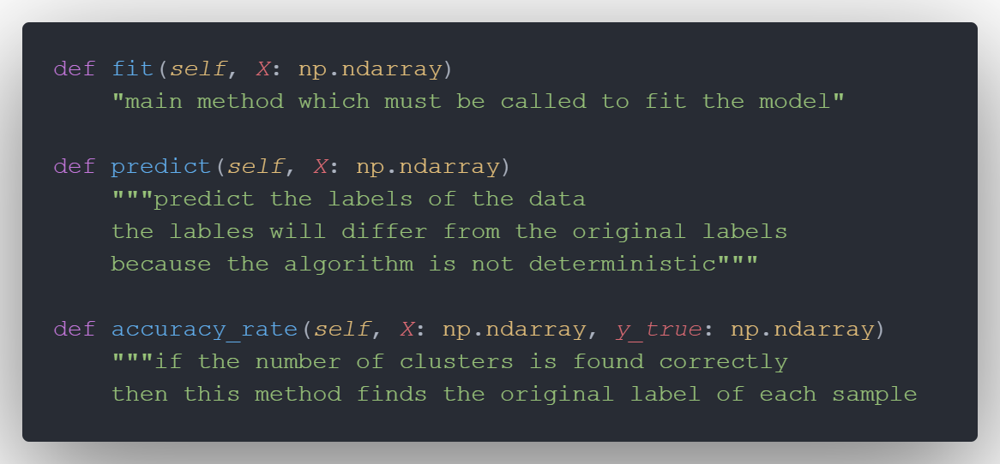 def fit(self, X: np.ndarray)
    "main method which must be called to fit the model"

def predict(self, X: np.ndarray)
    """predict the labels of the data
    the lables will differ from the original labels
    because the algorithm is not deterministic"""

def accuracy_rate(self, X: np.ndarray, y_true: np.ndarray)
    """if the number of clusters is found correctly
    then this method finds the original label of each sample